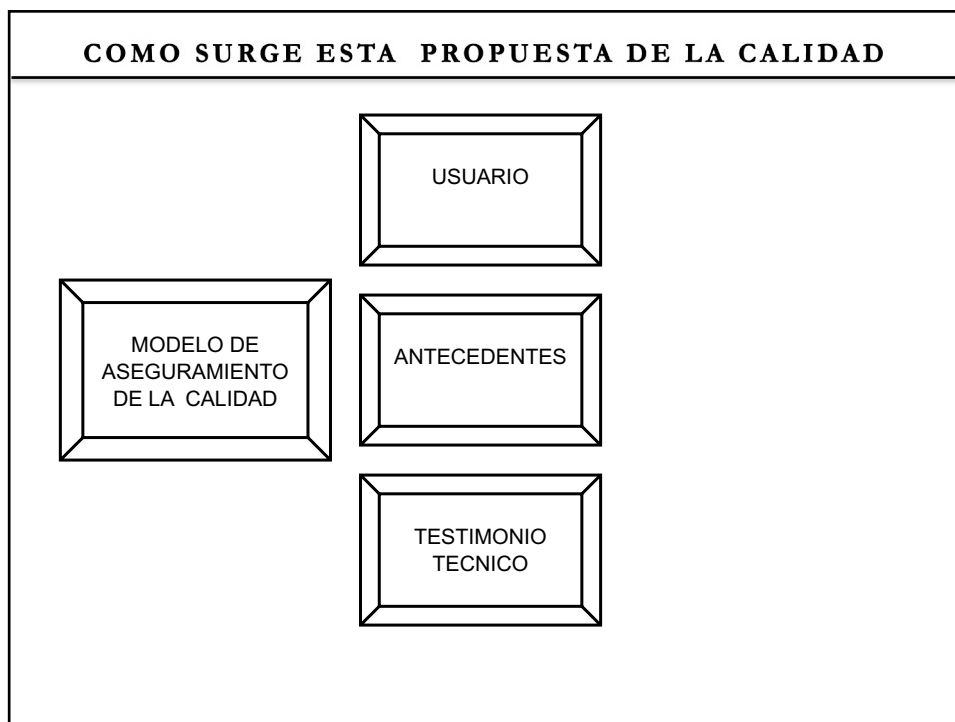 COMO SURGE ESTA PROPUESTA DE LA CALIDAD
USUARIO
MODELO DE
ASEGURAMIENTO
DE LA CALIDAD
ANTECEDENTES
TESTIMONIO
TECNICO